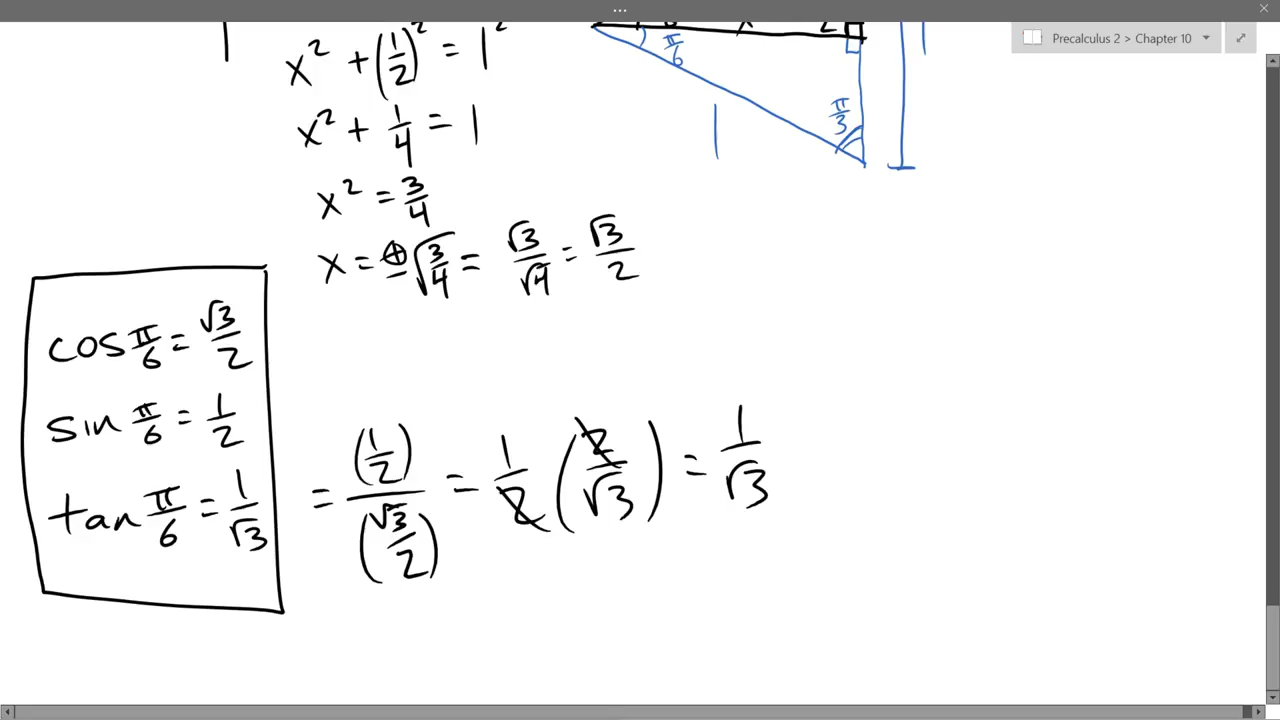 Precalculus 2 > Chapter 10
x² + (1/2)² = 1²
π/6
x² + 1/4 = 1
π/3
1
x² = 3/4
x = ±√(3/4) = √3/√4 = √3/2
cos π/6 = √3/2
sin π/6 = 1/2
tan π/6 = 1/√3 = (1/2)/(√3/2) = 1/2 (2/√3) = 1/√3